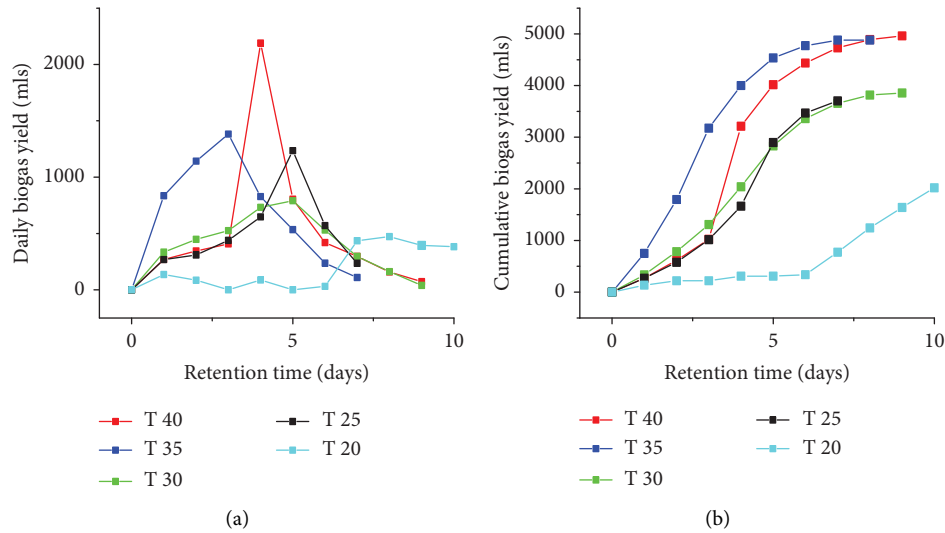 Daily biogas yield (mls)
2000
1000
0
0
5
10
Retention time (days)
T 40
T 25
T 35
T 20
T 30
(a)
Cumulative biogas yield (mls)
5000
4000
3000
2000
1000
0
0
5
10
Retention time (days)
T 40
T 25
T 35
T 20
T 30
(b)